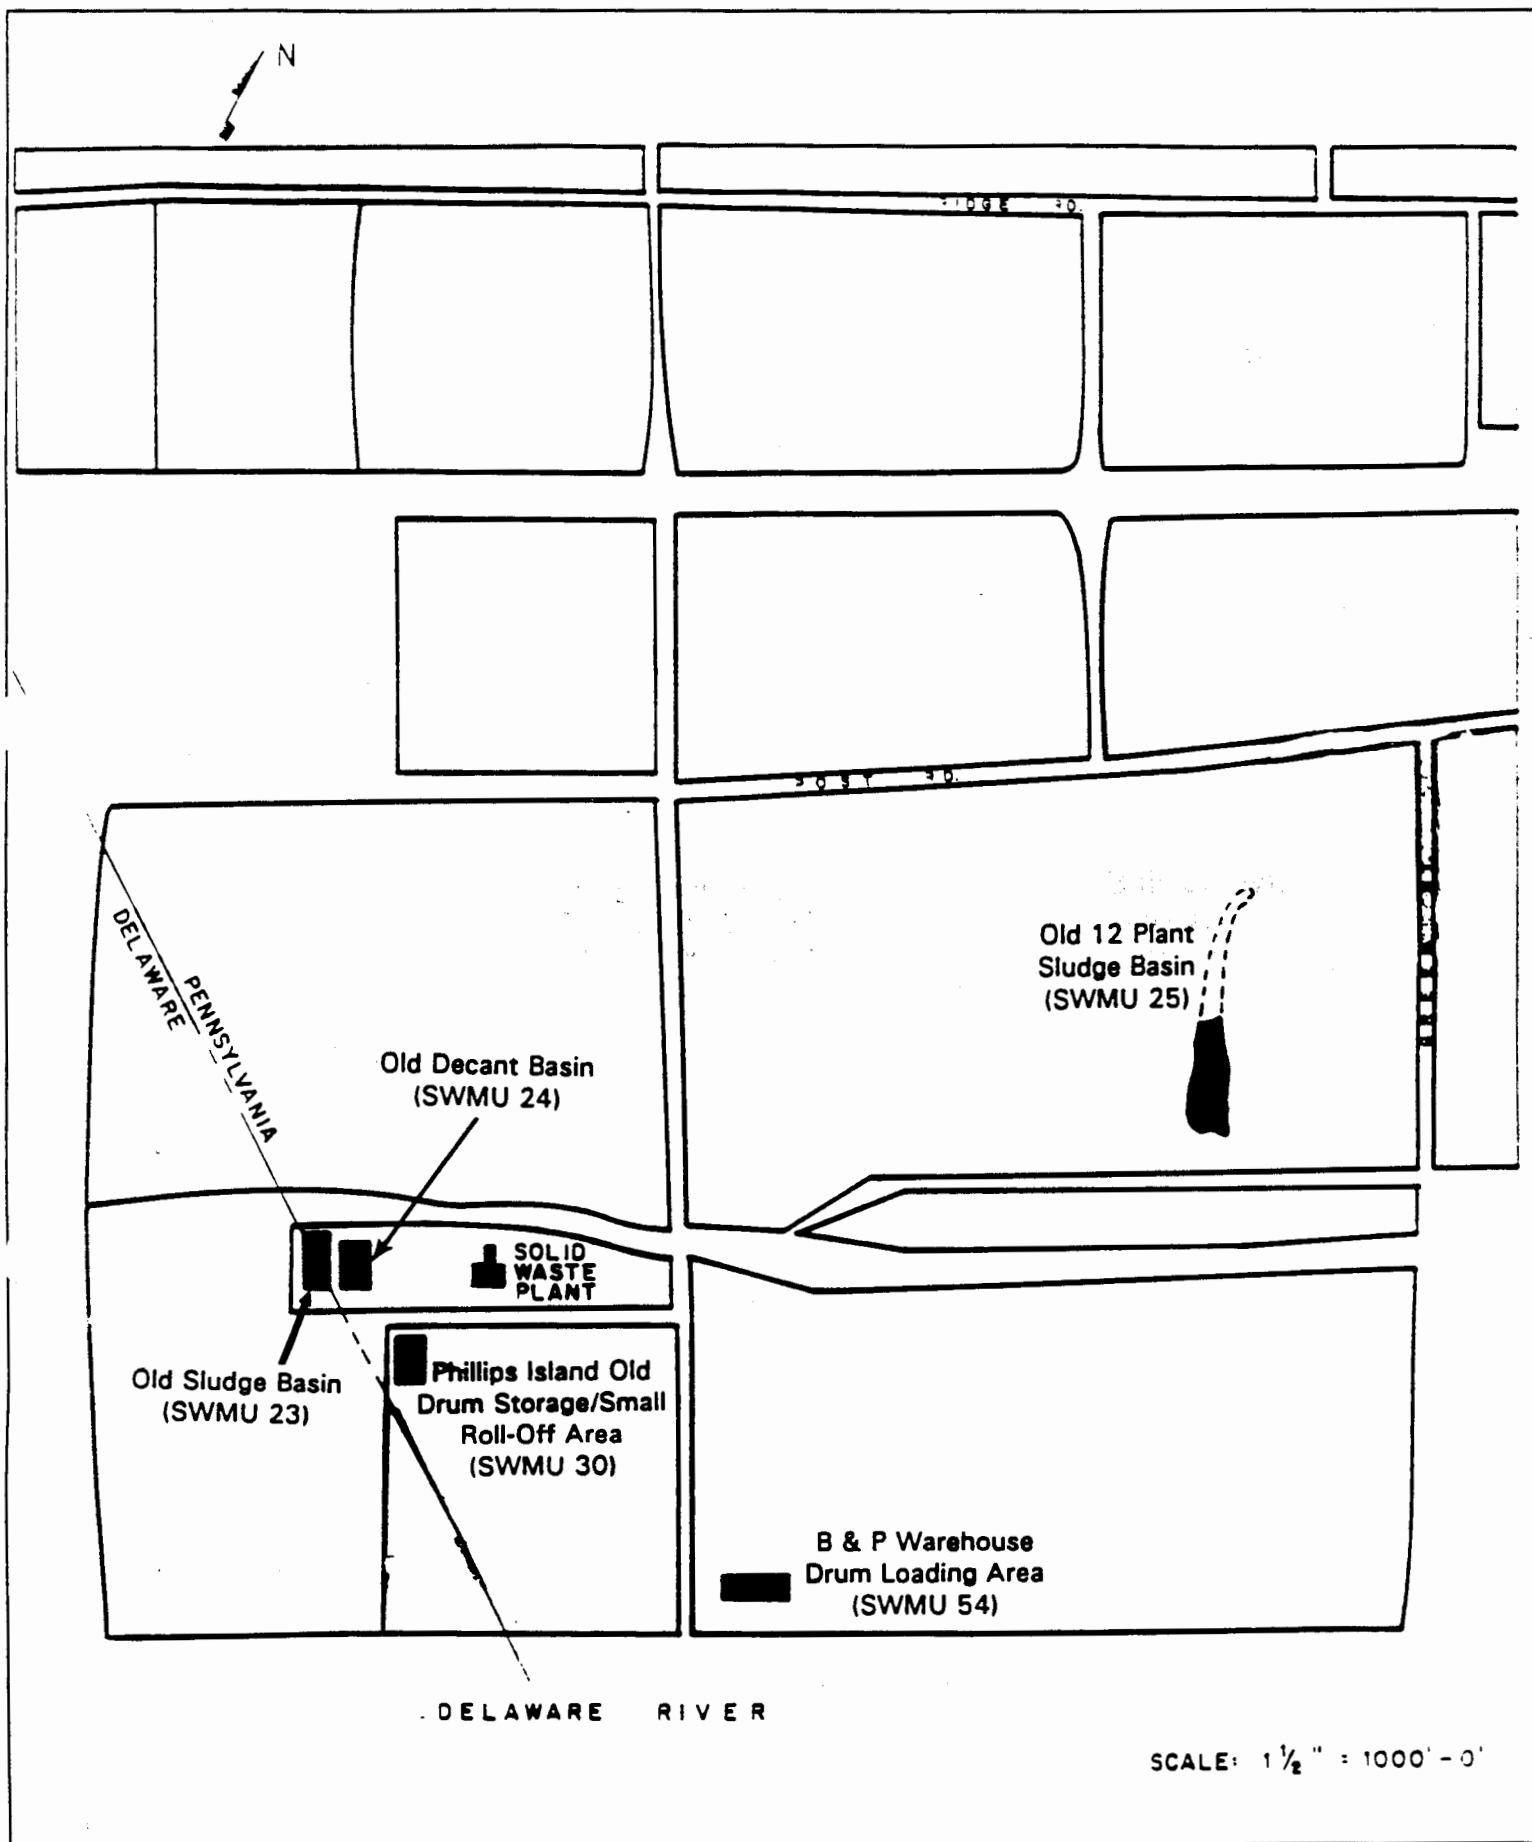 N
RIDGE RD.
POST RD.
DELAWARE
PENNSYLVANIA
Old 12 Plant
Sludge Basin
(SWMU 25)
Old Decant Basin
(SWMU 24)
SOLID
WASTE
PLANT
Old Sludge Basin
(SWMU 23)
Phillips Island Old
Drum Storage/Small
Roll-Off Area
(SWMU 30)
B & P Warehouse
Drum Loading Area
(SWMU 54)
DELAWARE RIVER
SCALE: 1 1/2" = 1000'-0'